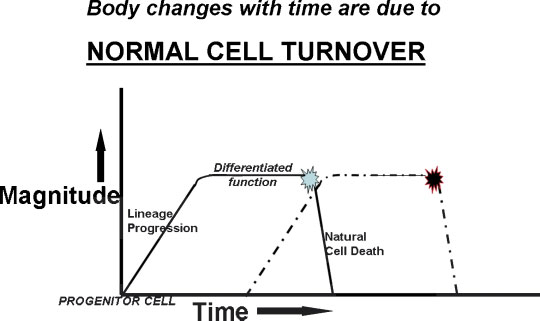 Body changes with time are due to
NORMAL CELL TURNOVER
Differentiated
function
Magnitude
Lineage
Progression
Natural
Cell Death
PROGENITOR CELL
Time